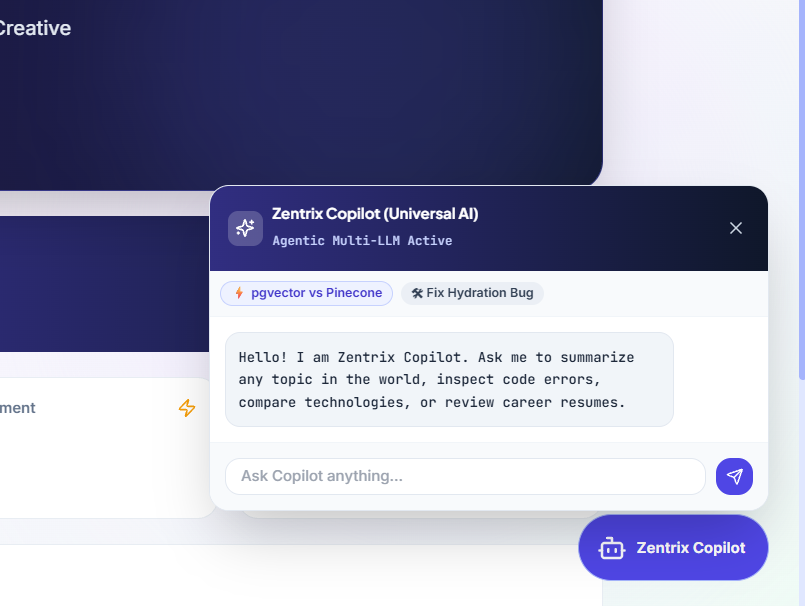 Creative
Zentrix Copilot (Universal AI)
Agentic Multi-LLM Active
pgvector vs Pinecone
🛠 Fix Hydration Bug
Hello! I am Zentrix Copilot. Ask me to summarize
any topic in the world, inspect code errors,
compare technologies, or review career resumes.
ment
Ask Copilot anything...
Zentrix Copilot